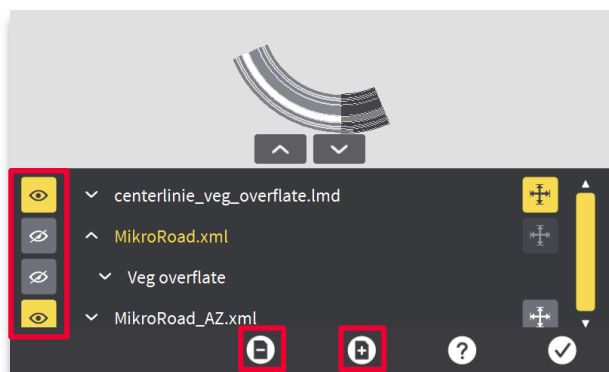 centerlinie_veg_overflate.lmd
MikroRoad.xml
Veg overflate
MikroRoad_AZ.xml